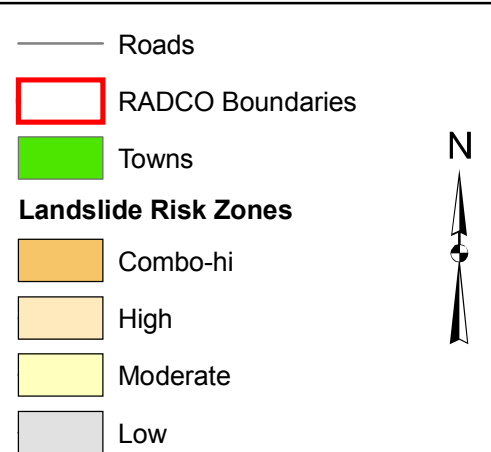 Roads
RADCO Boundaries
Towns
N
Landslide Risk Zones
Combo-hi
High
Moderate
Low